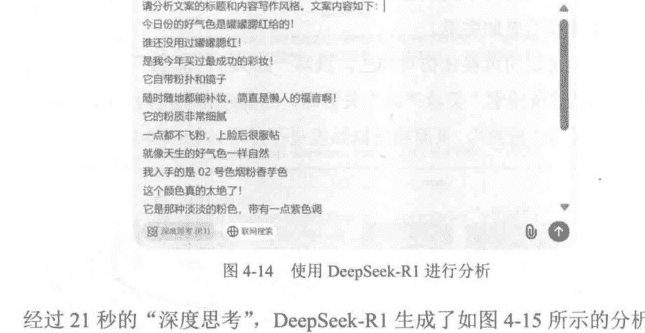 请分析文案的标题和内容写作风格。文案内容如下：
今日份的好气色是罐罐腮红给的！
谁还没用过罐罐腮红！
是我今年买过最成功的彩妆！
它自带粉扑和镜子
随时随地都能补妆，简直是懒人的福音啊！
它的粉质非常细腻
一点都不飞粉，上脸后很服帖
就像天生的好气色一样自然
我入手的是 02 号色烟粉香芋色
这个颜色真的太绝了！
它是那种淡淡的粉色，带有一点紫色调
深度思考 (R1) 联网搜索
图 4-14 使用 DeepSeek-R1 进行分析
经过 21 秒的“深度思考”，DeepSeek-R1 生成了如图 4-15 所示的分析